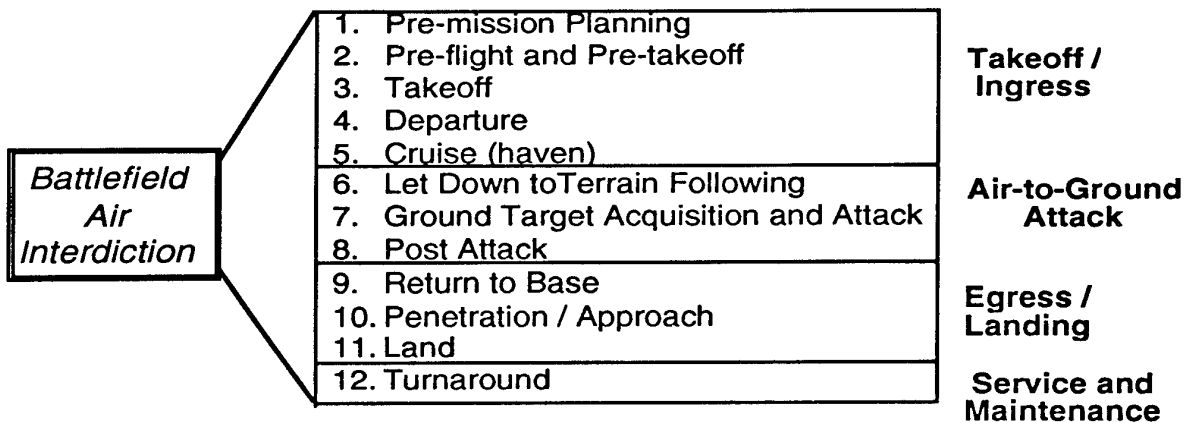 Battlefield
Air
Interdiction
1. Pre-mission Planning
2. Pre-flight and Pre-takeoff
3. Takeoff
4. Departure
5. Cruise (haven)
Takeoff /
Ingress
6. Let Down toTerrain Following
7. Ground Target Acquisition and Attack
8. Post Attack
Air-to-Ground
Attack
9. Return to Base
10. Penetration / Approach
11. Land
Egress /
Landing
12. Turnaround
Service and
Maintenance